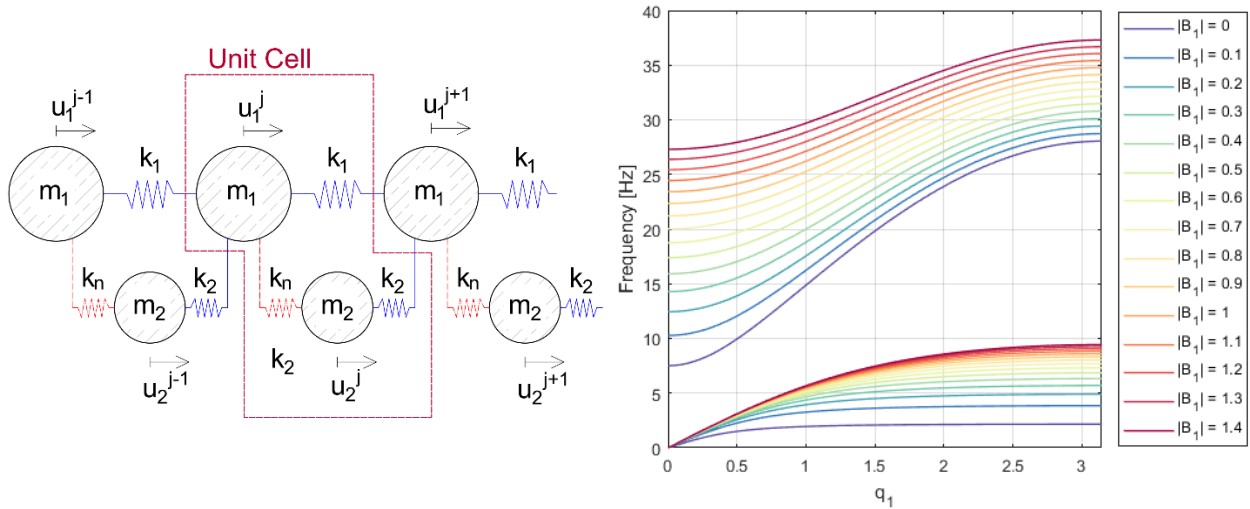 Unit Cell
u₁ʲ⁻¹ u₁ʲ u₁ʲ⁺¹
k₁ k₁ k₁
m₁ m₁ m₁
kₙ k₂ kₙ k₂ kₙ k₂
m₂ m₂ m₂
k₂
u₂ʲ⁻¹ u₂ʲ u₂ʲ⁺¹
Frequency [Hz]
40
35
30
25
20
15
10
5
0
0 0.5 1 1.5 2 2.5 3
q₁
|B₁| = 0
|B₁| = 0.1
|B₁| = 0.2
|B₁| = 0.3
|B₁| = 0.4
|B₁| = 0.5
|B₁| = 0.6
|B₁| = 0.7
|B₁| = 0.8
|B₁| = 0.9
|B₁| = 1
|B₁| = 1.1
|B₁| = 1.2
|B₁| = 1.3
|B₁| = 1.4